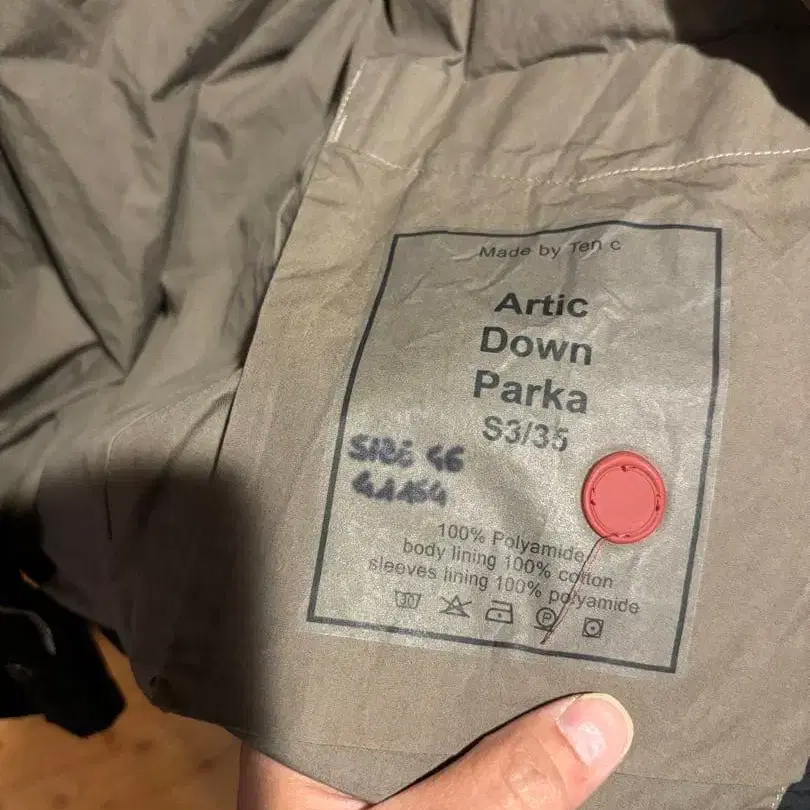 Made by Ten c
Artic
Down
Parka
S3/35
SIZE 46
100% Polyamide
body lining 100% cotton
sleeves lining 100% polyamide
30
P